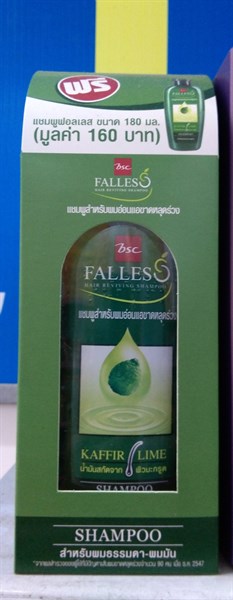 ฟรี
แชมพูฟอลเลส ขนาด 180 มล.
(มูลค่า 160 บาท)
BSC
FALLES
HAIR REVIVING SHAMPOO
แชมพูสำหรับผมอ่อนแอขาดหลุดร่วง
BSC
FALLES
HAIR REVIVING SHAMPOO
แชมพูสำหรับผมอ่อนแอขาดหลุดร่วง
KAFFIR LIME
น้ำมันสกัดจาก ผิวมะกรูด
SHAMPOO
SHAMPOO
สำหรับผมธรรมดา-ผมมัน